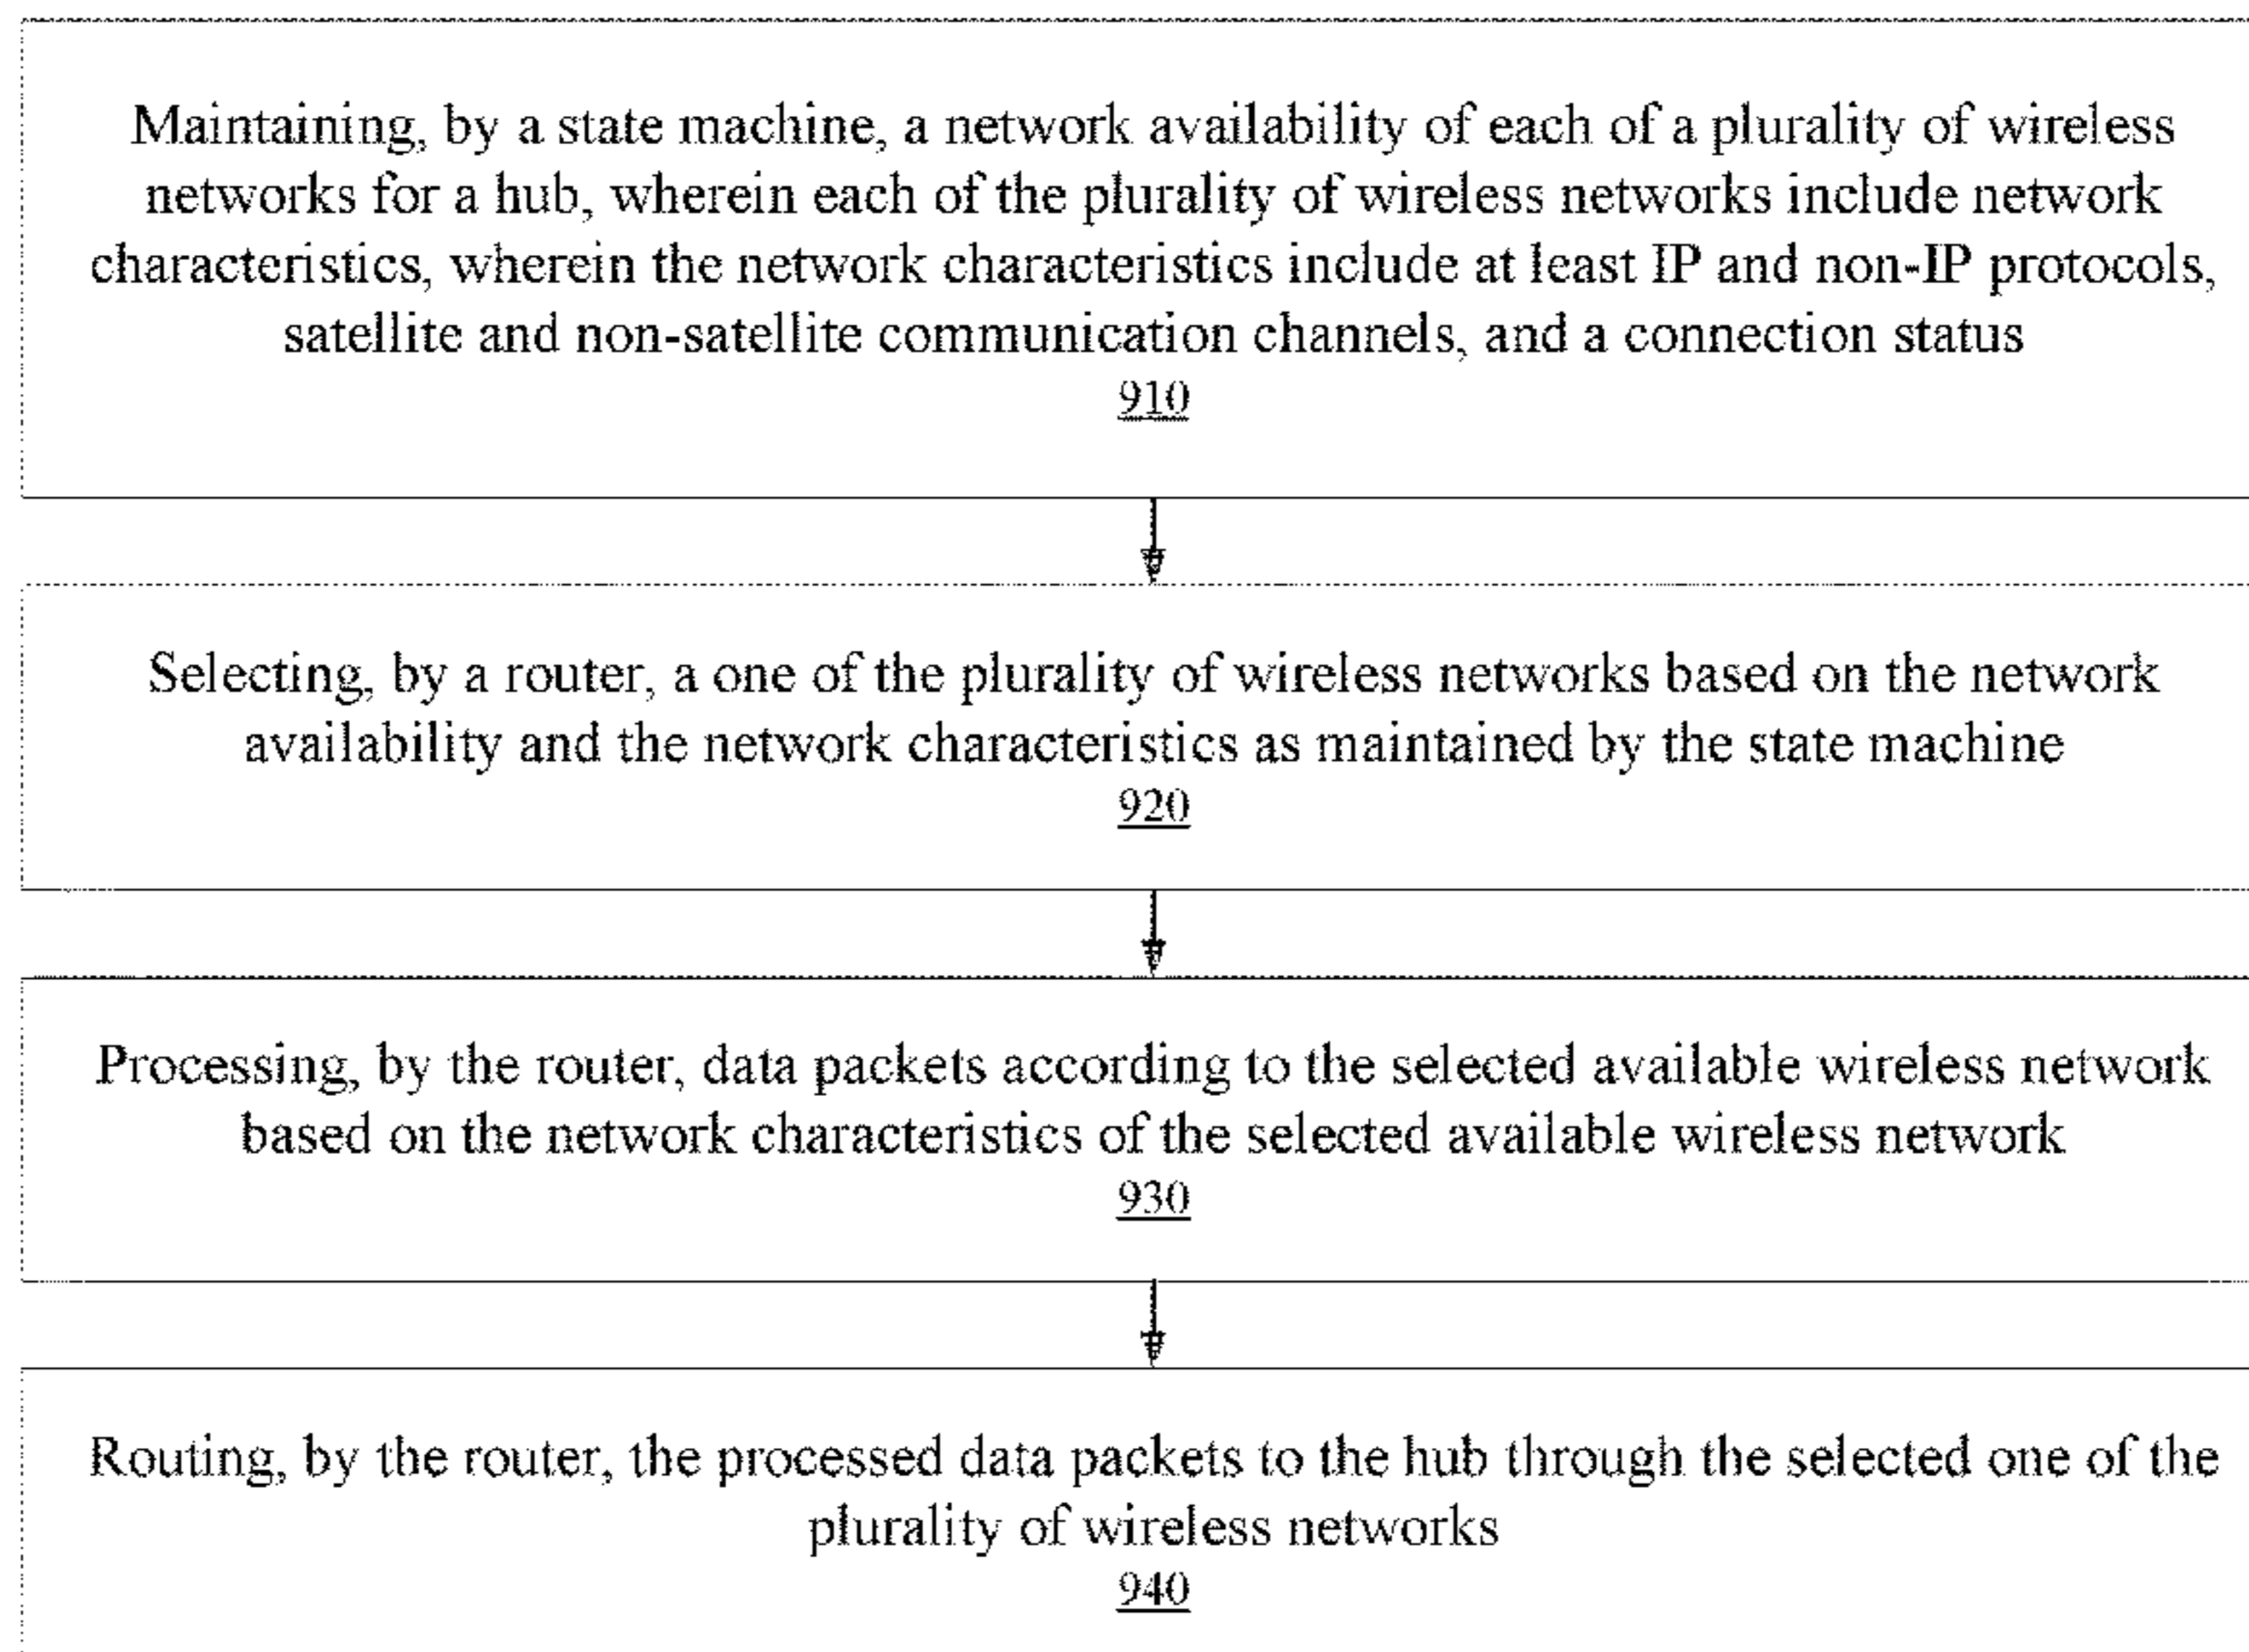 Maintaining, by a state machine, a network availability of each of a plurality of wireless
networks for a hub, wherein each of the plurality of wireless networks include network
characteristics, wherein the network characteristics include at least IP and non-IP protocols,
satellite and non-satellite communication channels, and a connection status
910
Selecting, by a router, a one of the plurality of wireless networks based on the network
availability and the network characteristics as maintained by the state machine
920
Processing, by the router, data packets according to the selected available wireless network
based on the network characteristics of the selected available wireless network
930
Routing, by the router, the processed data packets to the hub through the selected one of the
plurality of wireless networks
940